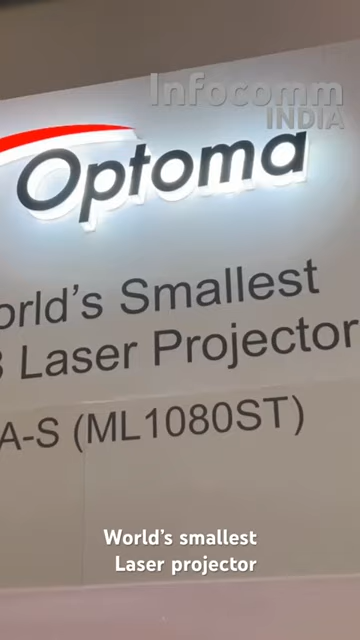 Infocomm
INDIA
Optoma
orld's Smallest
Laser Projector
A-S (ML1080ST)
World's smallest
Laser projector